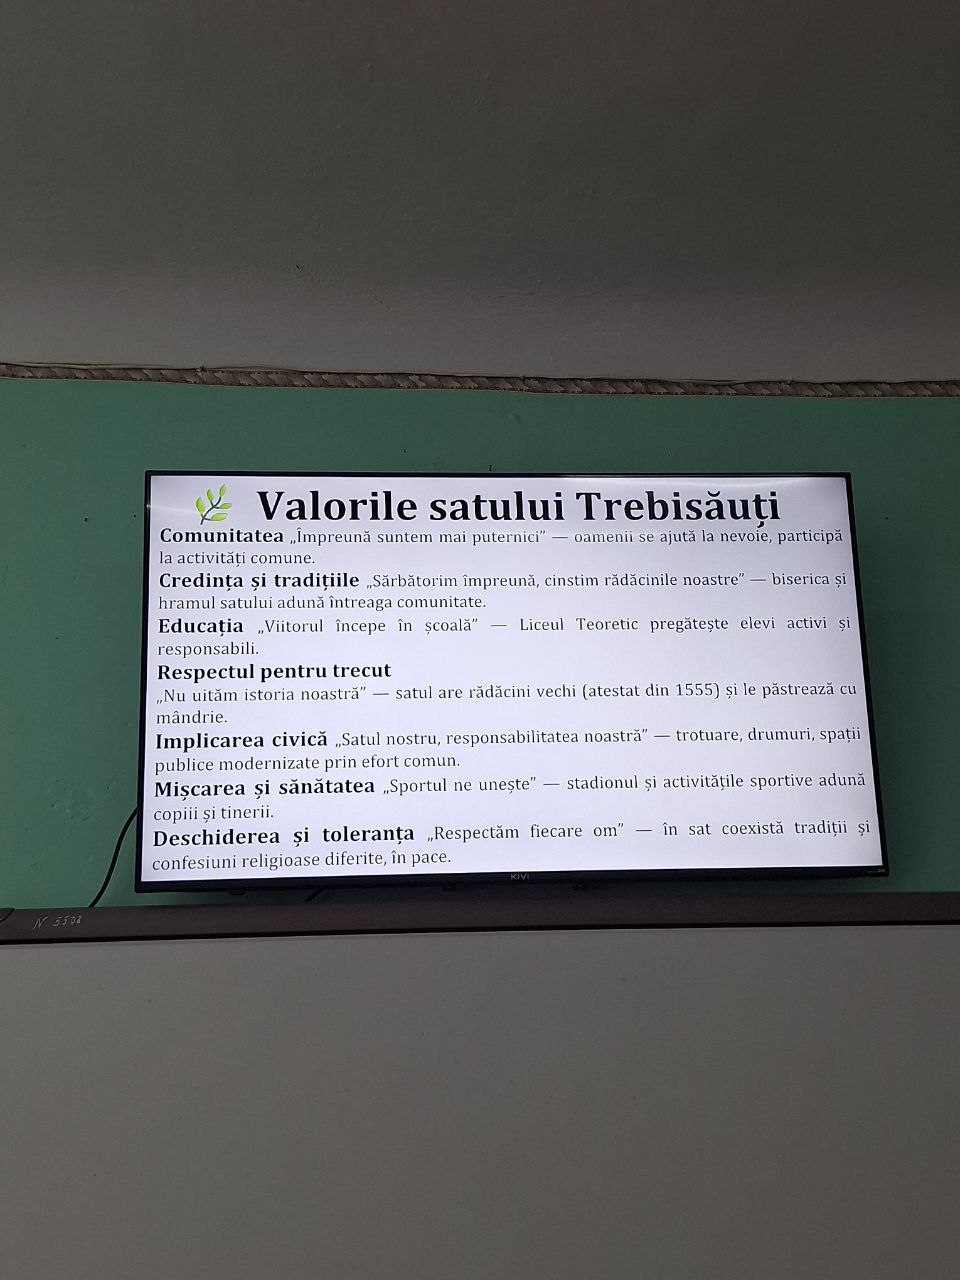 Valorile satului Trebisăuți
Comunitatea „Împreună suntem mai puternici” — oamenii se ajută la nevoie, participă
la activități comune.
Credința și tradițiile „Sărbătorim împreună, cinstim rădăcinile noastre” — biserica și
hramul satului adună întreaga comunitate.
Educația „Viitorul începe în școală” — Liceul Teoretic pregătește elevi activi și
responsabili.
Respectul pentru trecut
„Nu uităm istoria noastră” — satul are rădăcini vechi (atestat din 1555) și le păstrează cu
mândrie.
Implicarea civică „Satul nostru, responsabilitatea noastră” — trotuare, drumuri, spații
publice modernizate prin efort comun.
Mișcarea și sănătatea „Sportul ne unește” — stadionul și activitățile sportive adună
copiii și tinerii.
Deschiderea și toleranța „Respectăm fiecare om” — în sat coexistă tradiții și
confesiuni religioase diferite, în pace.
KIVI
N 5508